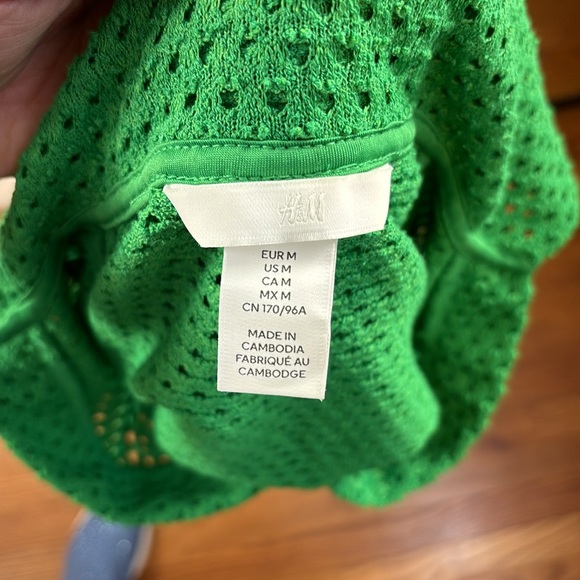 H&M
EUR M
US M
CA M
MX M
CN 170/96A
MADE IN
CAMBODIA
FABRIQUÉ AU
CAMBODGE